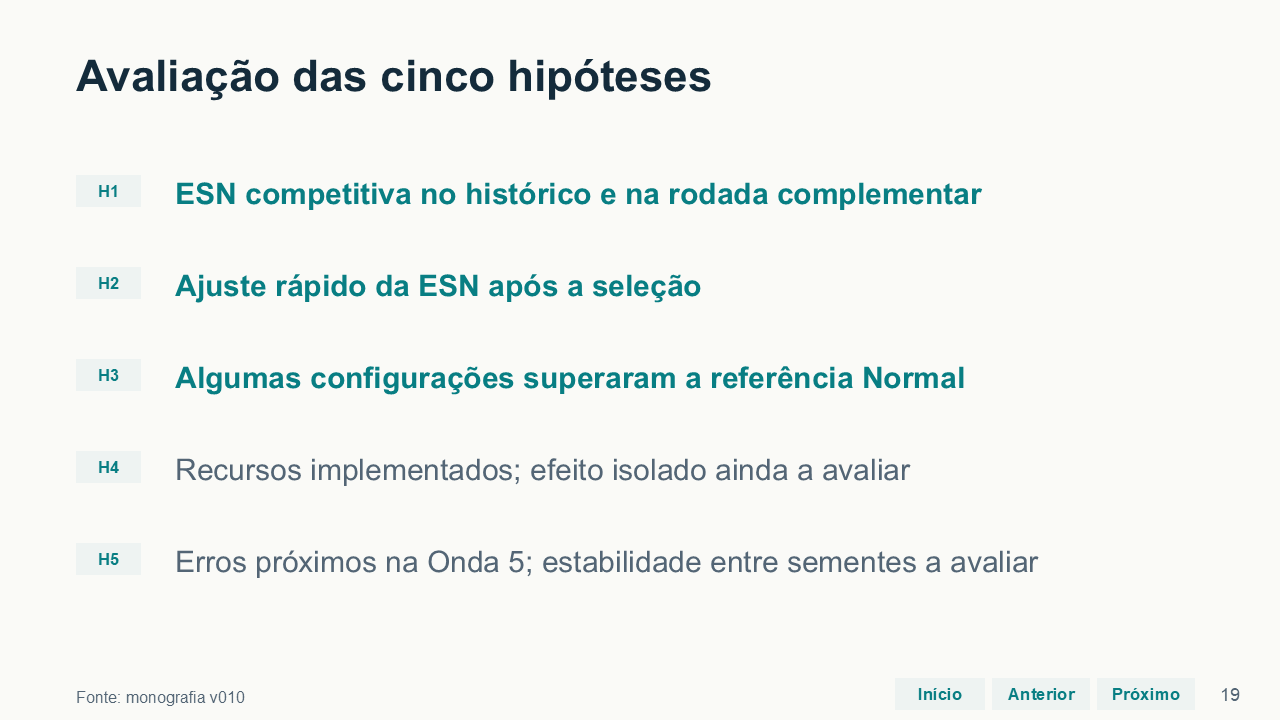 Avaliação das cinco hipóteses
H1 ESN competitiva no histórico e na rodada complementar
H2 Ajuste rápido da ESN após a seleção
H3 Algumas configurações superaram a referência Normal
H4 Recursos implementados; efeito isolado ainda a avaliar
H5 Erros próximos na Onda 5; estabilidade entre sementes a avaliar
Fonte: monografia v010
Início Anterior Próximo 19